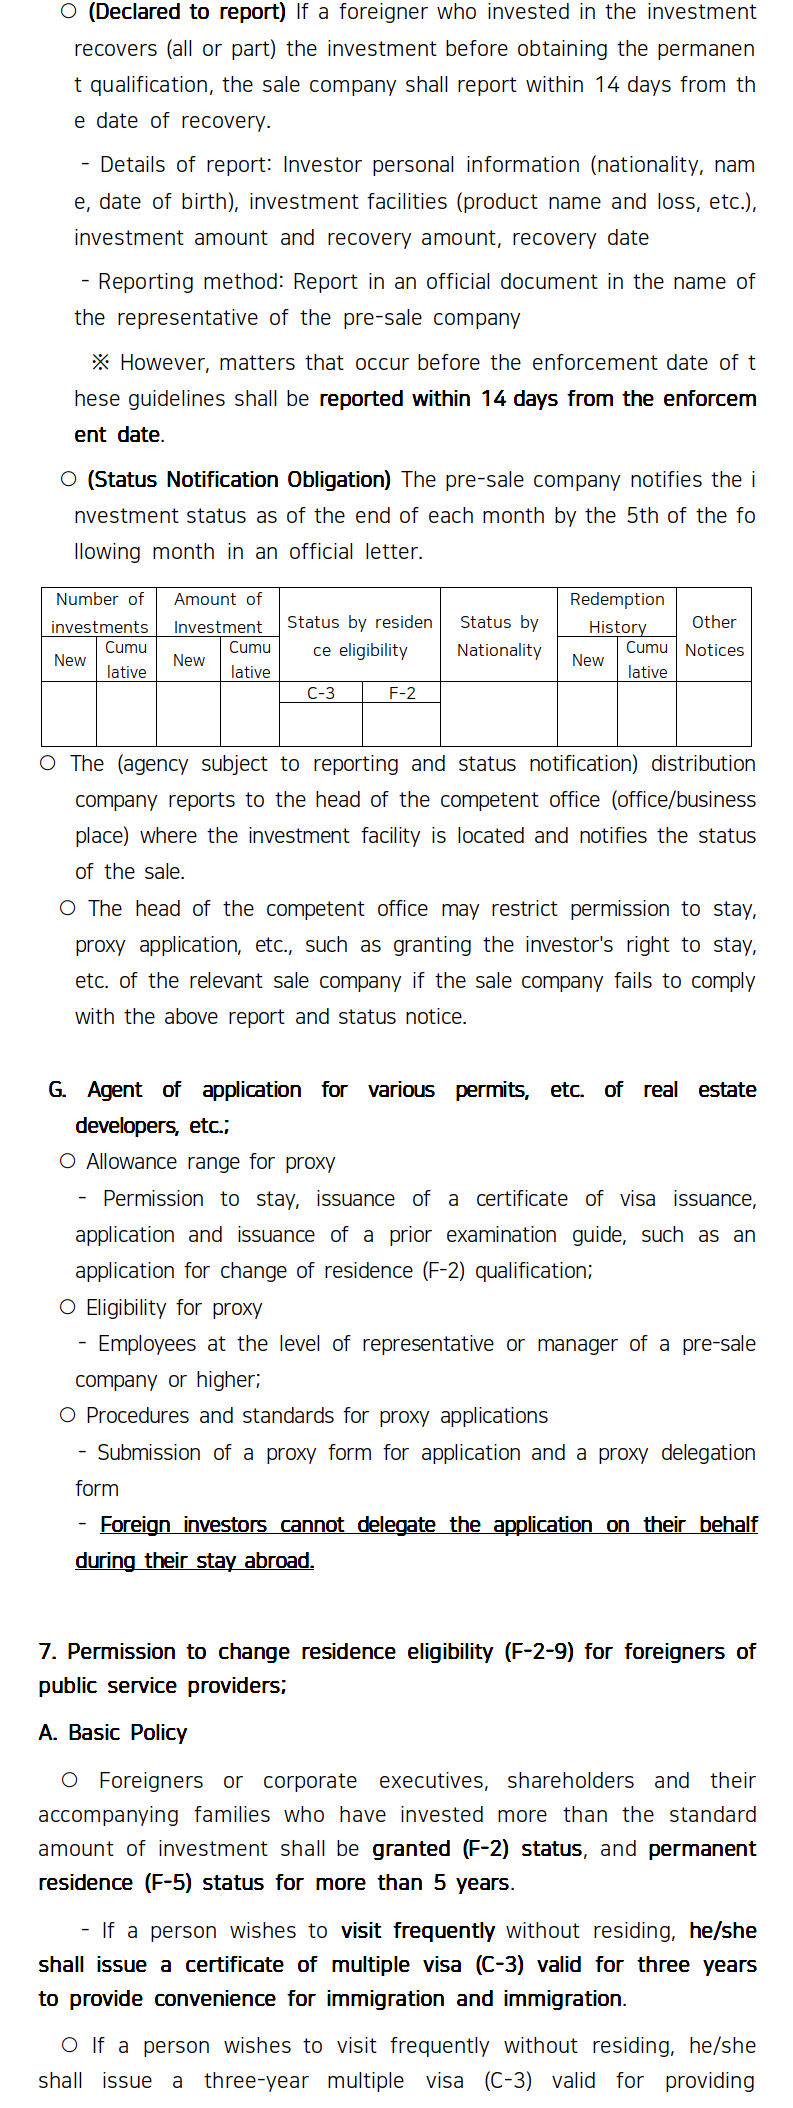 ○ (Declared to report) If a foreigner who invested in the investment
recovers (all or part) the investment before obtaining the permanen
t qualification, the sale company shall report within 14 days from th
e date of recovery.
- Details of report: Investor personal information (nationality, nam
e, date of birth), investment facilities (product name and loss, etc.),
investment amount and recovery amount, recovery date
- Reporting method: Report in an official document in the name of
the representative of the pre-sale company
※ However, matters that occur before the enforcement date of t
hese guidelines shall be reported within 14 days from the enforcem
ent date.
○ (Status Notification Obligation) The pre-sale company notifies the i
nvestment status as of the end of each month by the 5th of the fo
llowing month in an official letter.
Number of
investments
Amount of
Investment
Status by residen
ce eligibility
Status by
Nationality
Redemption
History
Other
Notices
New
Cumu
lative
New
Cumu
lative
New
Cumu
lative
C-3
F-2
○ The (agency subject to reporting and status notification) distribution
company reports to the head of the competent office (office/business
place) where the investment facility is located and notifies the status
of the sale.
○ The head of the competent office may restrict permission to stay,
proxy application, etc., such as granting the investor's right to stay,
etc. of the relevant sale company if the sale company fails to comply
with the above report and status notice.
G. Agent of application for various permits, etc. of real estate
developers, etc.;
○ Allowance range for proxy
- Permission to stay, issuance of a certificate of visa issuance,
application and issuance of a prior examination guide, such as an
application for change of residence (F-2) qualification;
○ Eligibility for proxy
- Employees at the level of representative or manager of a pre-sale
company or higher;
○ Procedures and standards for proxy applications
- Submission of a proxy form for application and a proxy delegation
form
- Foreign investors cannot delegate the application on their behalf
during their stay abroad.
7. Permission to change residence eligibility (F-2-9) for foreigners of
public service providers;
A. Basic Policy
○ Foreigners or corporate executives, shareholders and their
accompanying families who have invested more than the standard
amount of investment shall be granted (F-2) status, and permanent
residence (F-5) status for more than 5 years.
- If a person wishes to visit frequently without residing, he/she
shall issue a certificate of multiple visa (C-3) valid for three years
to provide convenience for immigration and immigration.
○ If a person wishes to visit frequently without residing, he/she
shall issue a three-year multiple visa (C-3) valid for providing